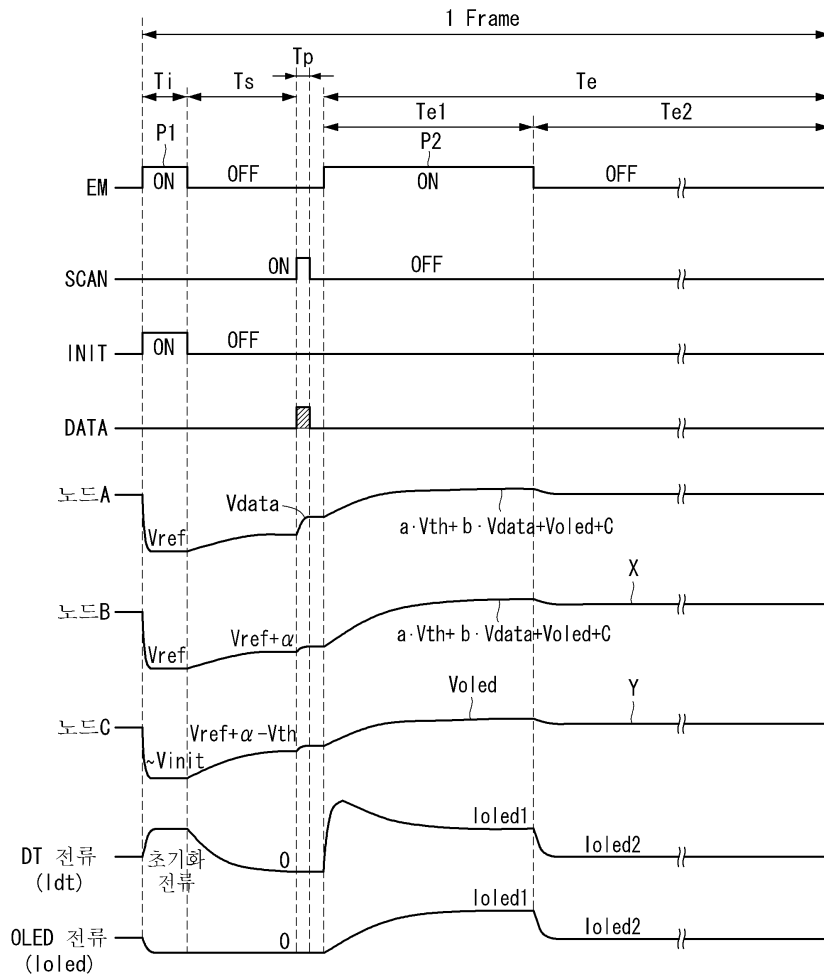 1 Frame
Tp
Ti Ts Te
Te1 Te2
P1 P2
EM ON OFF ON OFF
SCAN ON OFF
INIT ON OFF
DATA
노드A Vref Vdata a·Vth+b·Vdata+Voled+C
노드B Vref Vref+α a·Vth+b·Vdata+Voled+C X
노드C ~Vinit Vref+α-Vth Voled Y
DT 전류
(Idt)
초기화
전류
0 Ioled1 Ioled2
OLED 전류
(Ioled)
0 Ioled1 Ioled2